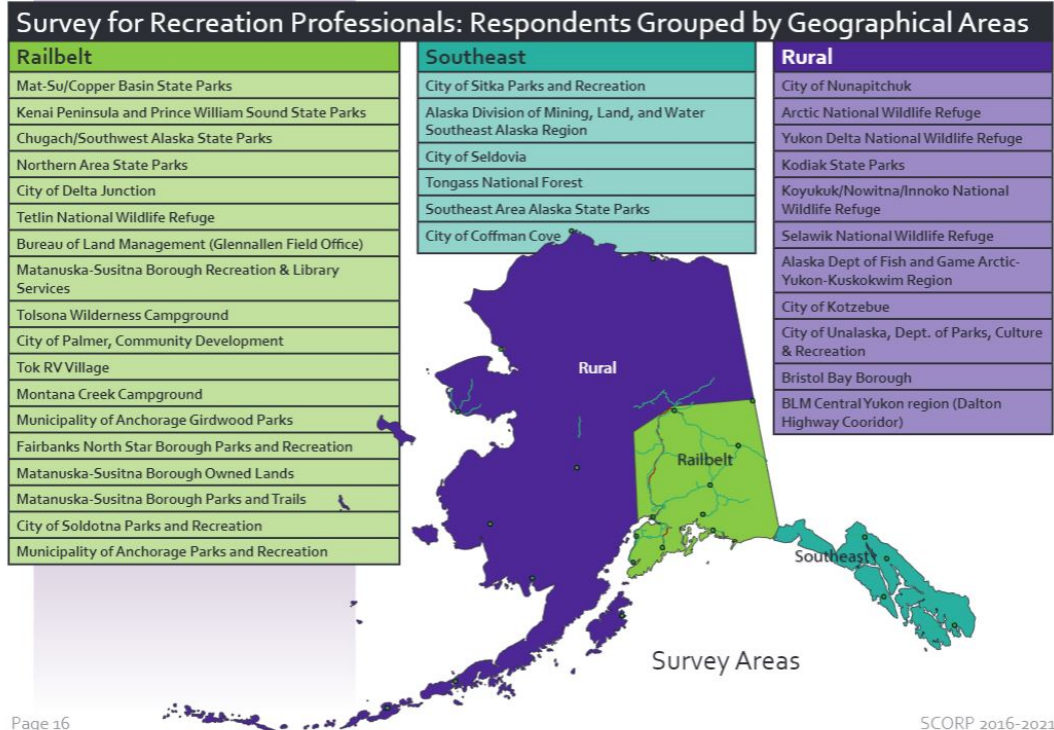 Survey for Recreation Professionals: Respondents Grouped by Geographical Areas
Railbelt
Mat-Su/Copper Basin State Parks
Kenai Peninsula and Prince William Sound State Parks
Chugach/Southwest Alaska State Parks
Northern Area State Parks
City of Delta Junction
Tetlin National Wildlife Refuge
Bureau of Land Management (Glennallen Field Office)
Matanuska-Susitna Borough Recreation & Library
Services
Tolsona Wilderness Campground
City of Palmer, Community Development
Tok RV Village
Montana Creek Campground
Municipality of Anchorage Girdwood Parks
Fairbanks North Star Borough Parks and Recreation
Matanuska-Susitna Borough Owned Lands
Matanuska-Susitna Borough Parks and Trails
City of Soldotna Parks and Recreation
Municipality of Anchorage Parks and Recreation
Southeast
City of Sitka Parks and Recreation
Alaska Division of Mining, Land, and Water
Southeast Alaska Region
City of Seldovia
Tongass National Forest
Southeast Area Alaska State Parks
City of Coffman Cove
Rural
City of Nunapitchuk
Arctic National Wildlife Refuge
Yukon Delta National Wildlife Refuge
Kodiak State Parks
Koyukuk/Nowitna/Innoko National
Wildlife Refuge
Selawik National Wildlife Refuge
Alaska Dept of Fish and Game Arctic-
Yukon-Kuskokwim Region
City of Kotzebue
City of Unalaska, Dept. of Parks, Culture
& Recreation
Bristol Bay Borough
BLM Central Yukon region (Dalton
Highway Cooridor)
Rural
Railbelt
Southeast
Survey Areas
Page 16
SCORP 2016-2021